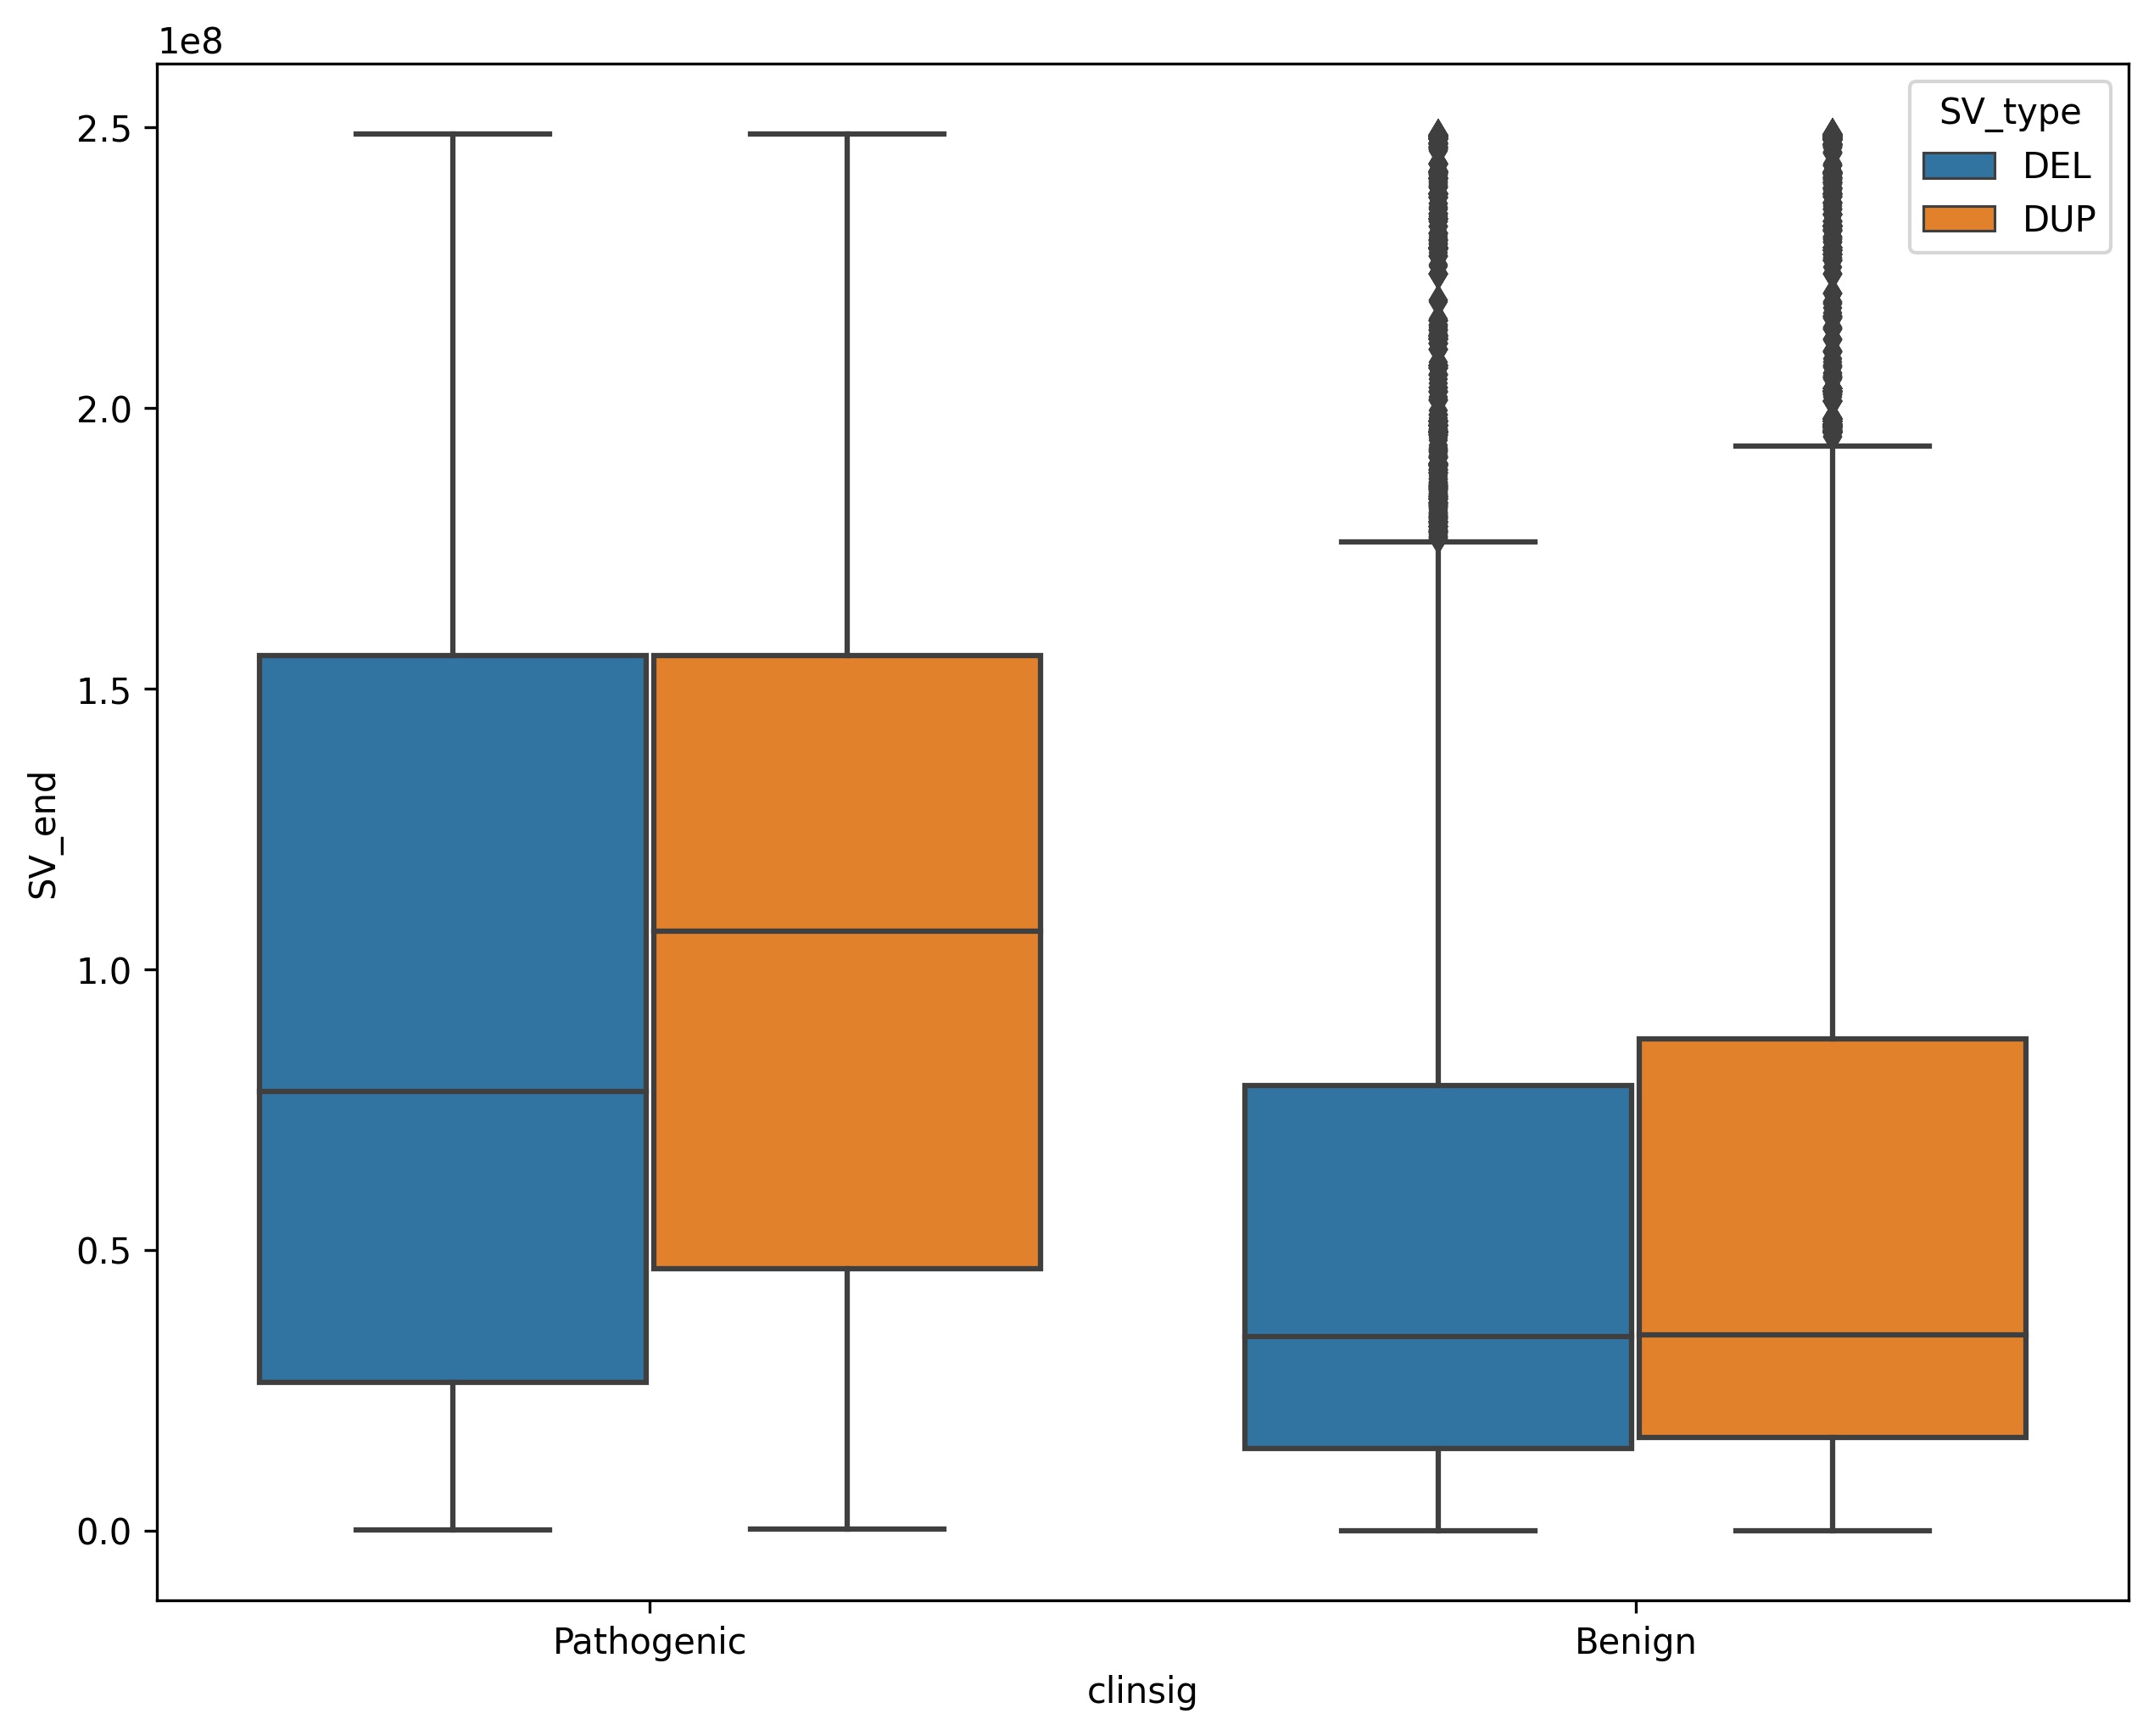 1e8
2.5
2.0
1.5
1.0
0.5
0.0
SV_end
SV_type
DEL
DUP
Pathogenic
Benign
clinsig